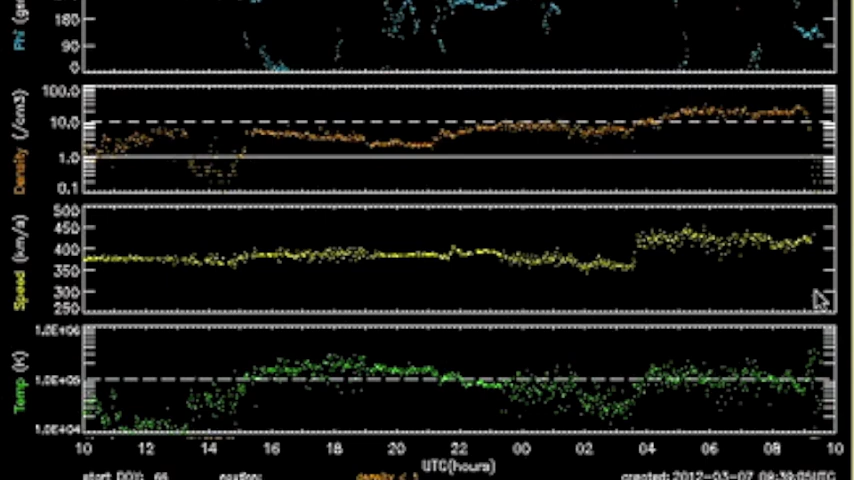 Phi (gsm
180
90
0
Density (/cm3)
100.0
10.0
1.0
0.1
Speed (km/s)
500
450
400
350
300
250
Temp (K)
1.0E+06
1.0E+05
1.0E+04
10 12 14 16 18 20 22 00 02 04 06 08 10
UTC(hours)
start DOY: 66 density < 1 created: 2012-03-07 09:39:05UTC